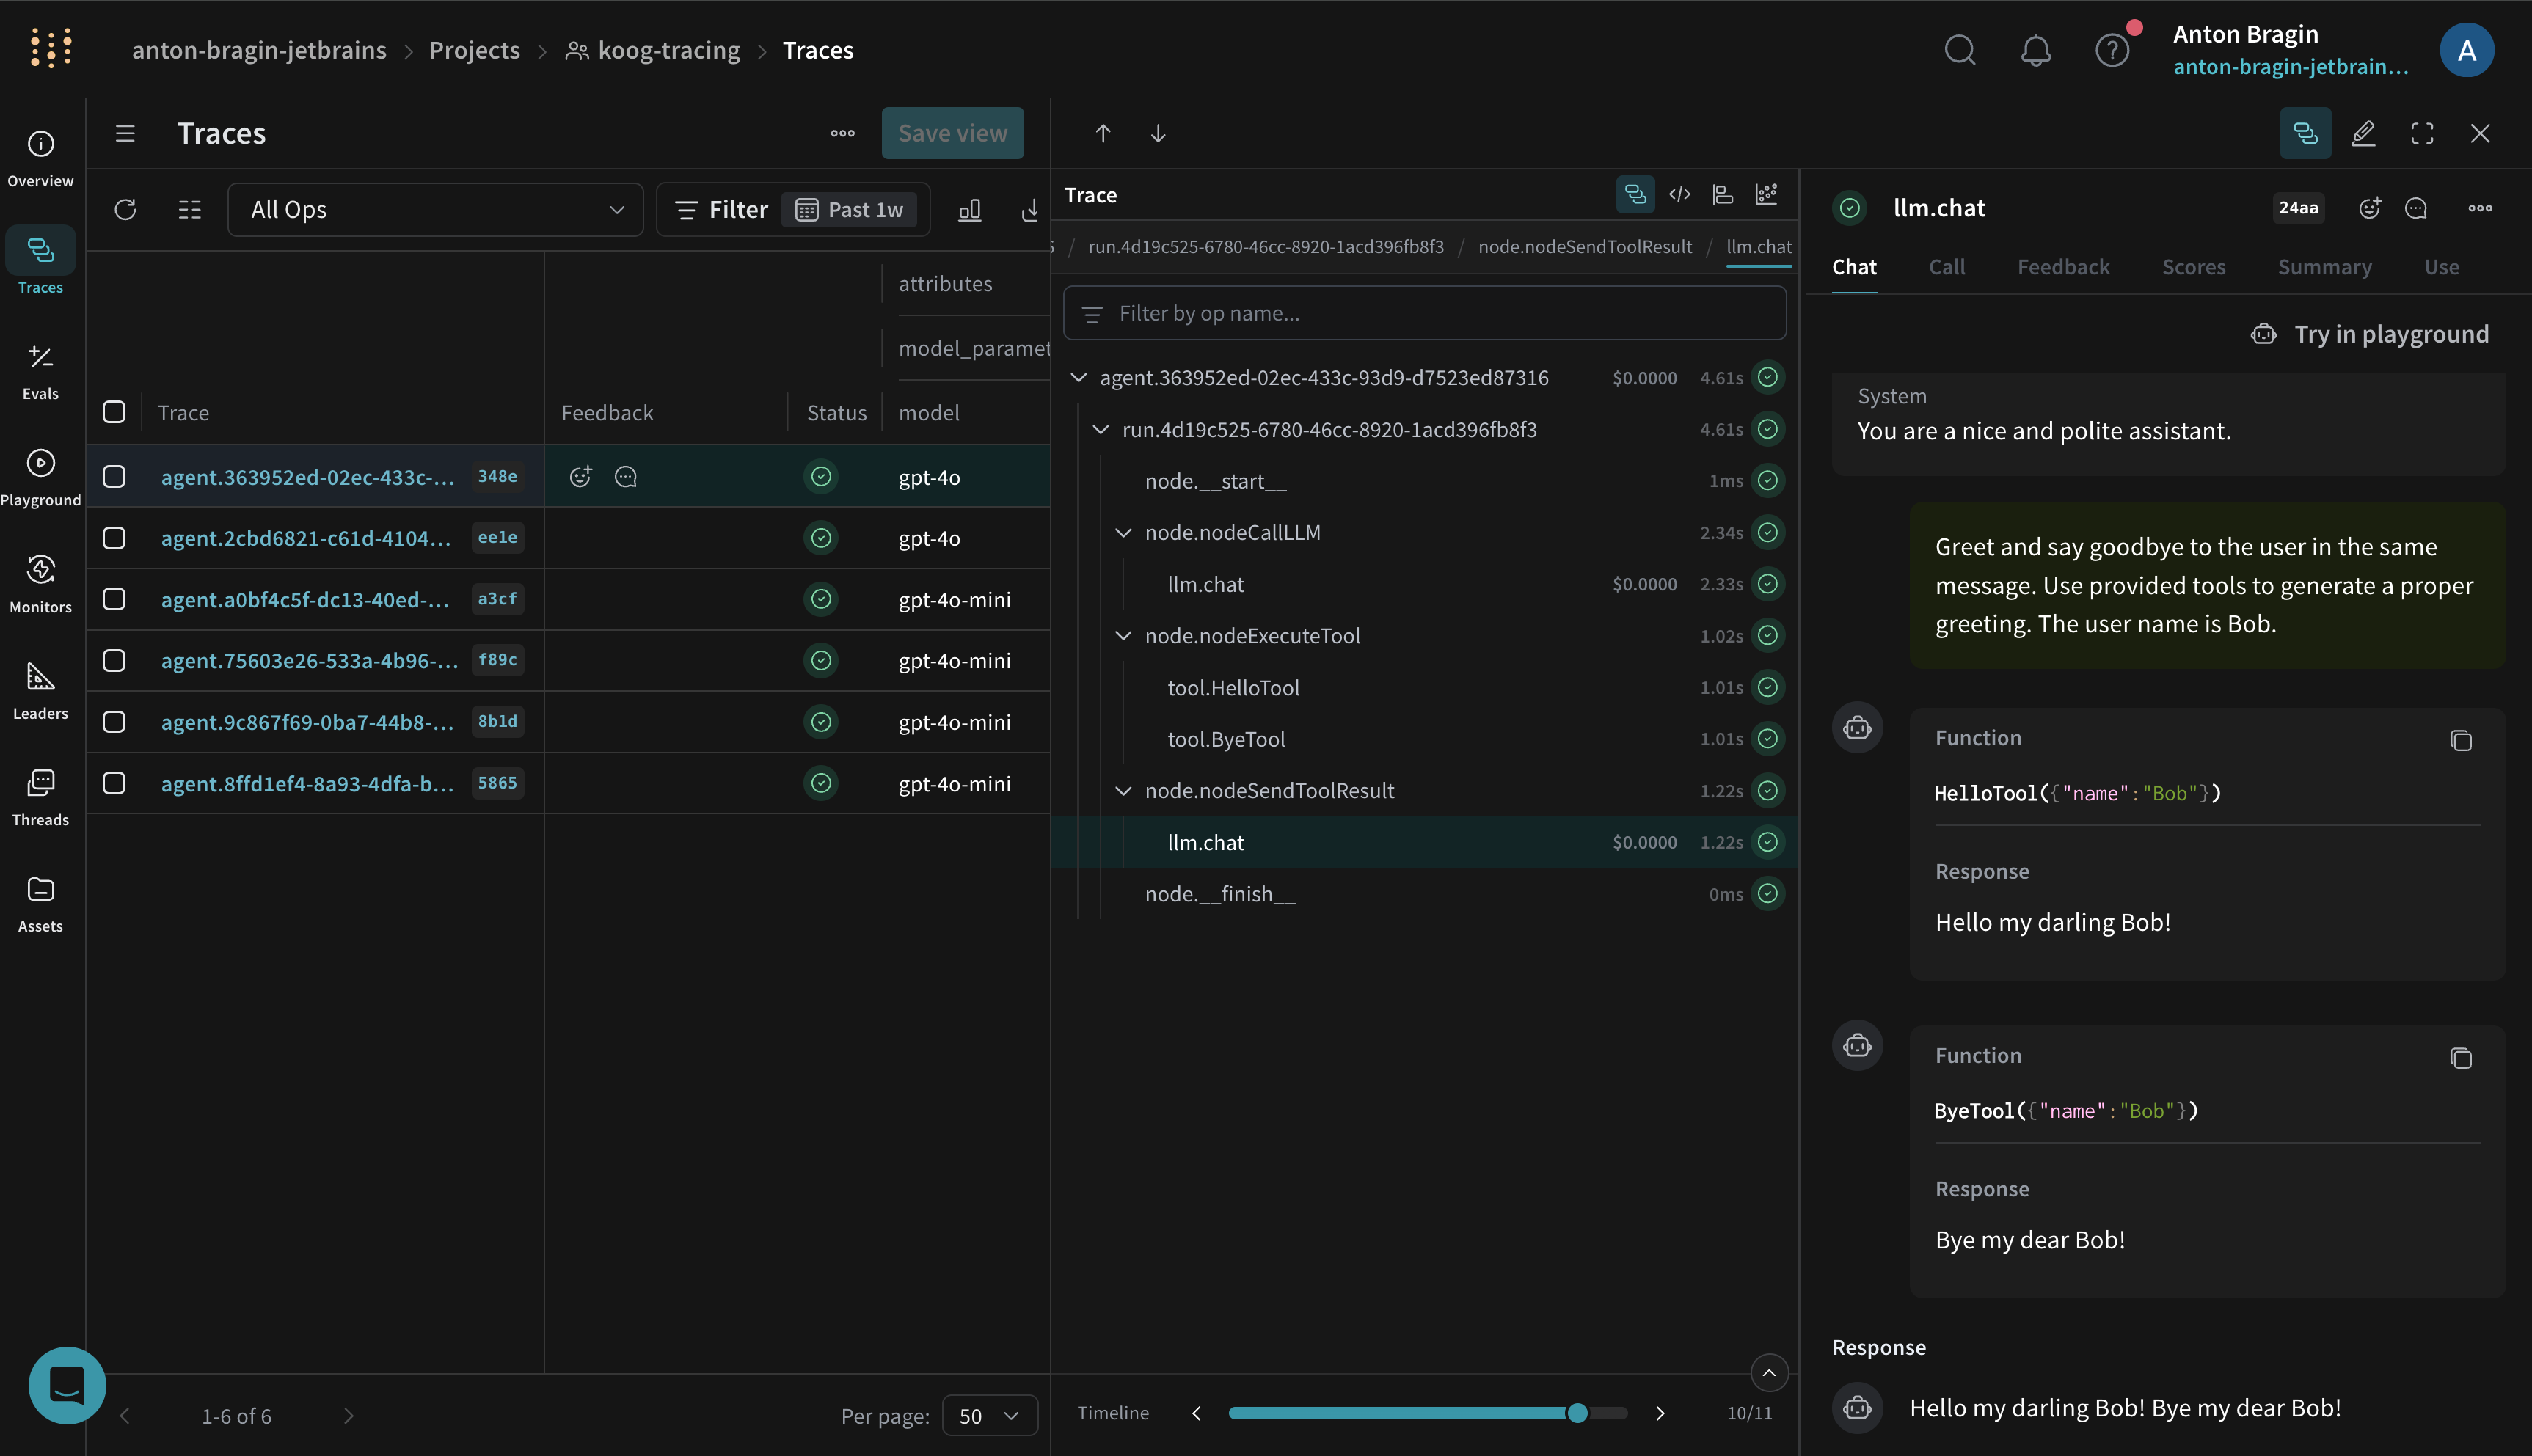 anton-bragin-jetbrains > Projects > koog-tracing > Traces
Anton Bragin
anton-bragin-jetbrain...
A
Overview
Traces
Evals
Playground
Monitors
Leaders
Threads
Assets
Traces
Save view
All Ops
Filter
Past 1w
attributes
model_paramet
Trace Feedback Status model
agent.363952ed-02ec-433c-... 348e gpt-4o
agent.2cbd6821-c61d-4104... ee1e gpt-4o
agent.a0bf4c5f-dc13-40ed-... a3cf gpt-4o-mini
agent.75603e26-533a-4b96-... f89c gpt-4o-mini
agent.9c867f69-0ba7-44b8-... 8b1d gpt-4o-mini
agent.8ffd1ef4-8a93-4dfa-b... 5865 gpt-4o-mini
1-6 of 6
Per page: 50
Trace
/ run.4d19c525-6780-46cc-8920-1acd396fb8f3 / node.nodeSendToolResult / llm.chat
Filter by op name...
agent.363952ed-02ec-433c-93d9-d7523ed87316 $0.0000 4.61s
run.4d19c525-6780-46cc-8920-1acd396fb8f3 4.61s
node.__start__ 1ms
node.nodeCallLLM 2.34s
llm.chat $0.0000 2.33s
node.nodeExecuteTool 1.02s
tool.HelloTool 1.01s
tool.ByeTool 1.01s
node.nodeSendToolResult 1.22s
llm.chat $0.0000 1.22s
node.__finish__ 0ms
Timeline 10/11
llm.chat 24aa
Chat Call Feedback Scores Summary Use
Try in playground
System
You are a nice and polite assistant.
Greet and say goodbye to the user in the same
message. Use provided tools to generate a proper
greeting. The user name is Bob.
Function
HelloTool({"name":"Bob"})
Response
Hello my darling Bob!
Function
ByeTool({"name":"Bob"})
Response
Bye my dear Bob!
Response
Hello my darling Bob! Bye my dear Bob!